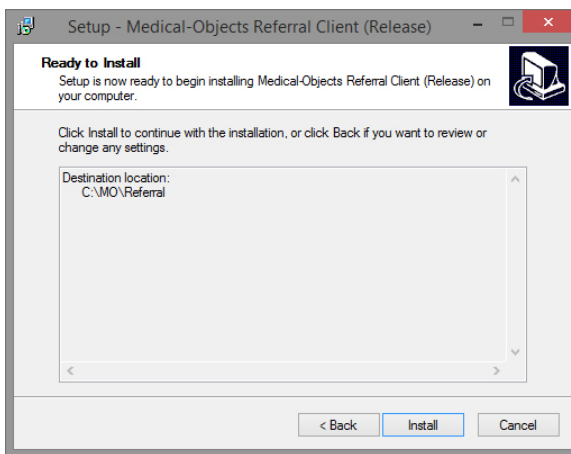 Setup - Medical-Objects Referral Client (Release)
Ready to Install
Setup is now ready to begin installing Medical-Objects Referral Client (Release) on
your computer.
Click Install to continue with the installation, or click Back if you want to review or
change any settings.
Destination location:
C:\MO\Referral
< Back Install Cancel